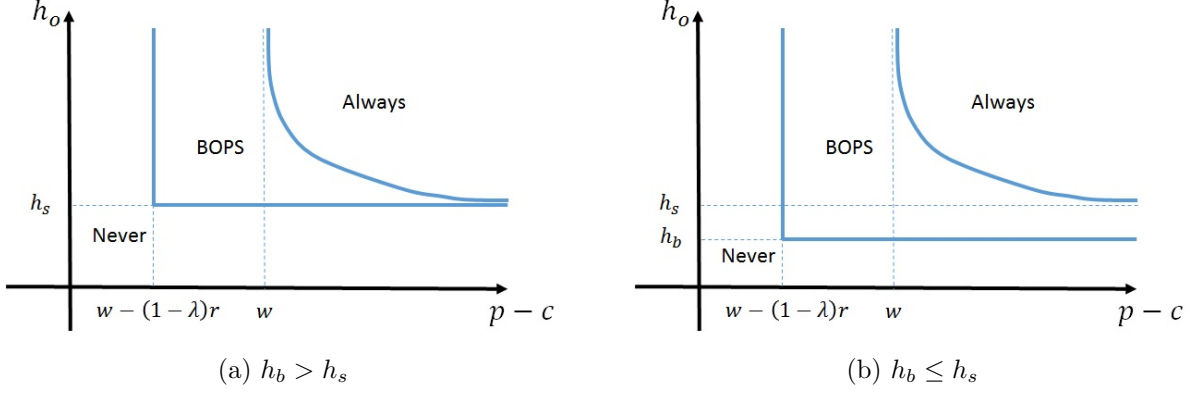 h_o
Always
BOPS
h_s
Never
w − (1 − λ)r
w
p − c
(a) h_b > h_s
h_o
Always
BOPS
h_s
h_b
Never
w − (1 − λ)r
w
p − c
(b) h_b ≤ h_s